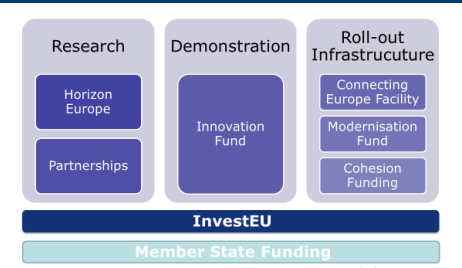 Research
Horizon
Europe
Partnerships
Demonstration
Innovation
Fund
Roll-out
Infrastrucuture
Connecting
Europe Facility
Modernisation
Fund
Cohesion
Funding
InvestEU
Member State Funding